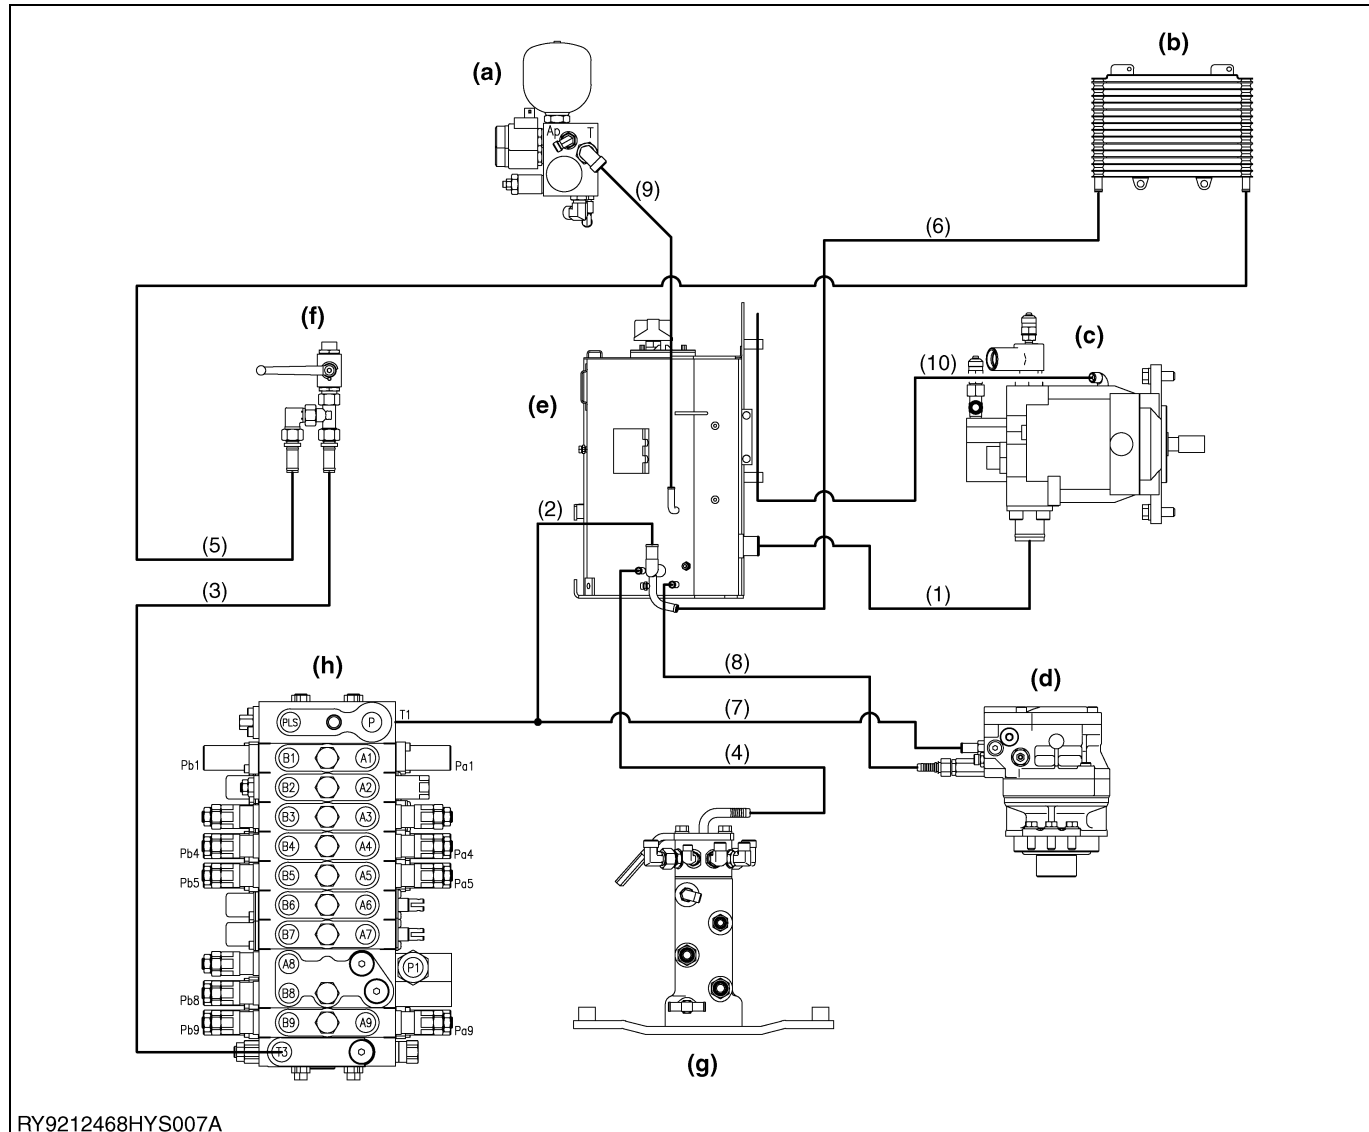 (a)
(b)
Ap T
(9)
(6)
(f)
(c)
(10)
(e)
(2)
(5)
(3)
(1)
(h)
(8)
(d)
PLS P T1
(7)
Pb1 B1 A1 Pa1
(4)
B2 A2
B3 A3
Pb4 B4 A4 Pa4
Pb5 B5 A5 Pa5
B6 A6
B7 A7
A8 P1
Pb8 B8
Pb9 B9 A9 Pa9
T3
(g)
RY9212468HYS007A